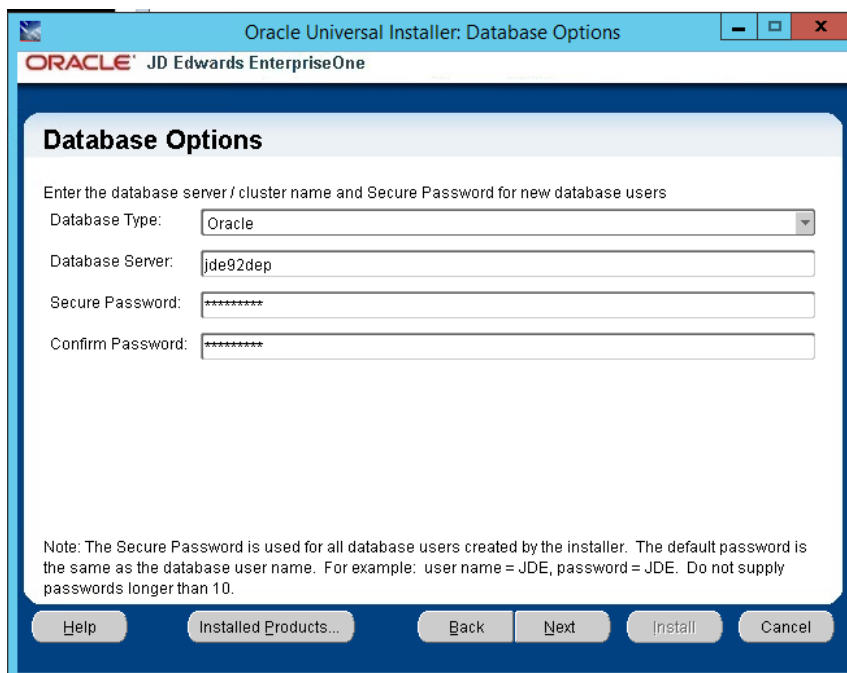 Oracle Universal Installer: Database Options
ORACLE' JD Edwards EnterpriseOne
Database Options
Enter the database server / cluster name and Secure Password for new database users
Database Type: Oracle
Database Server: jde92dep
Secure Password: *********
Confirm Password: *********
Note: The Secure Password is used for all database users created by the installer. The default password is
the same as the database user name. For example: user name = JDE, password = JDE. Do not supply
passwords longer than 10.
Help Installed Products... Back Next Install Cancel